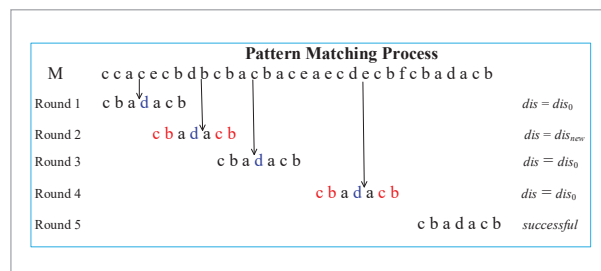 Pattern Matching Process
M c c a c e c b d b c b a c b a c e a e c d e c b f c b a d a c b
Round 1 c b a d a c b dis = dis0
Round 2 c b a d a c b dis = disnew
Round 3 c b a d a c b dis = dis0
Round 4 c b a d a c b dis = dis0
Round 5 c b a d a c b successful